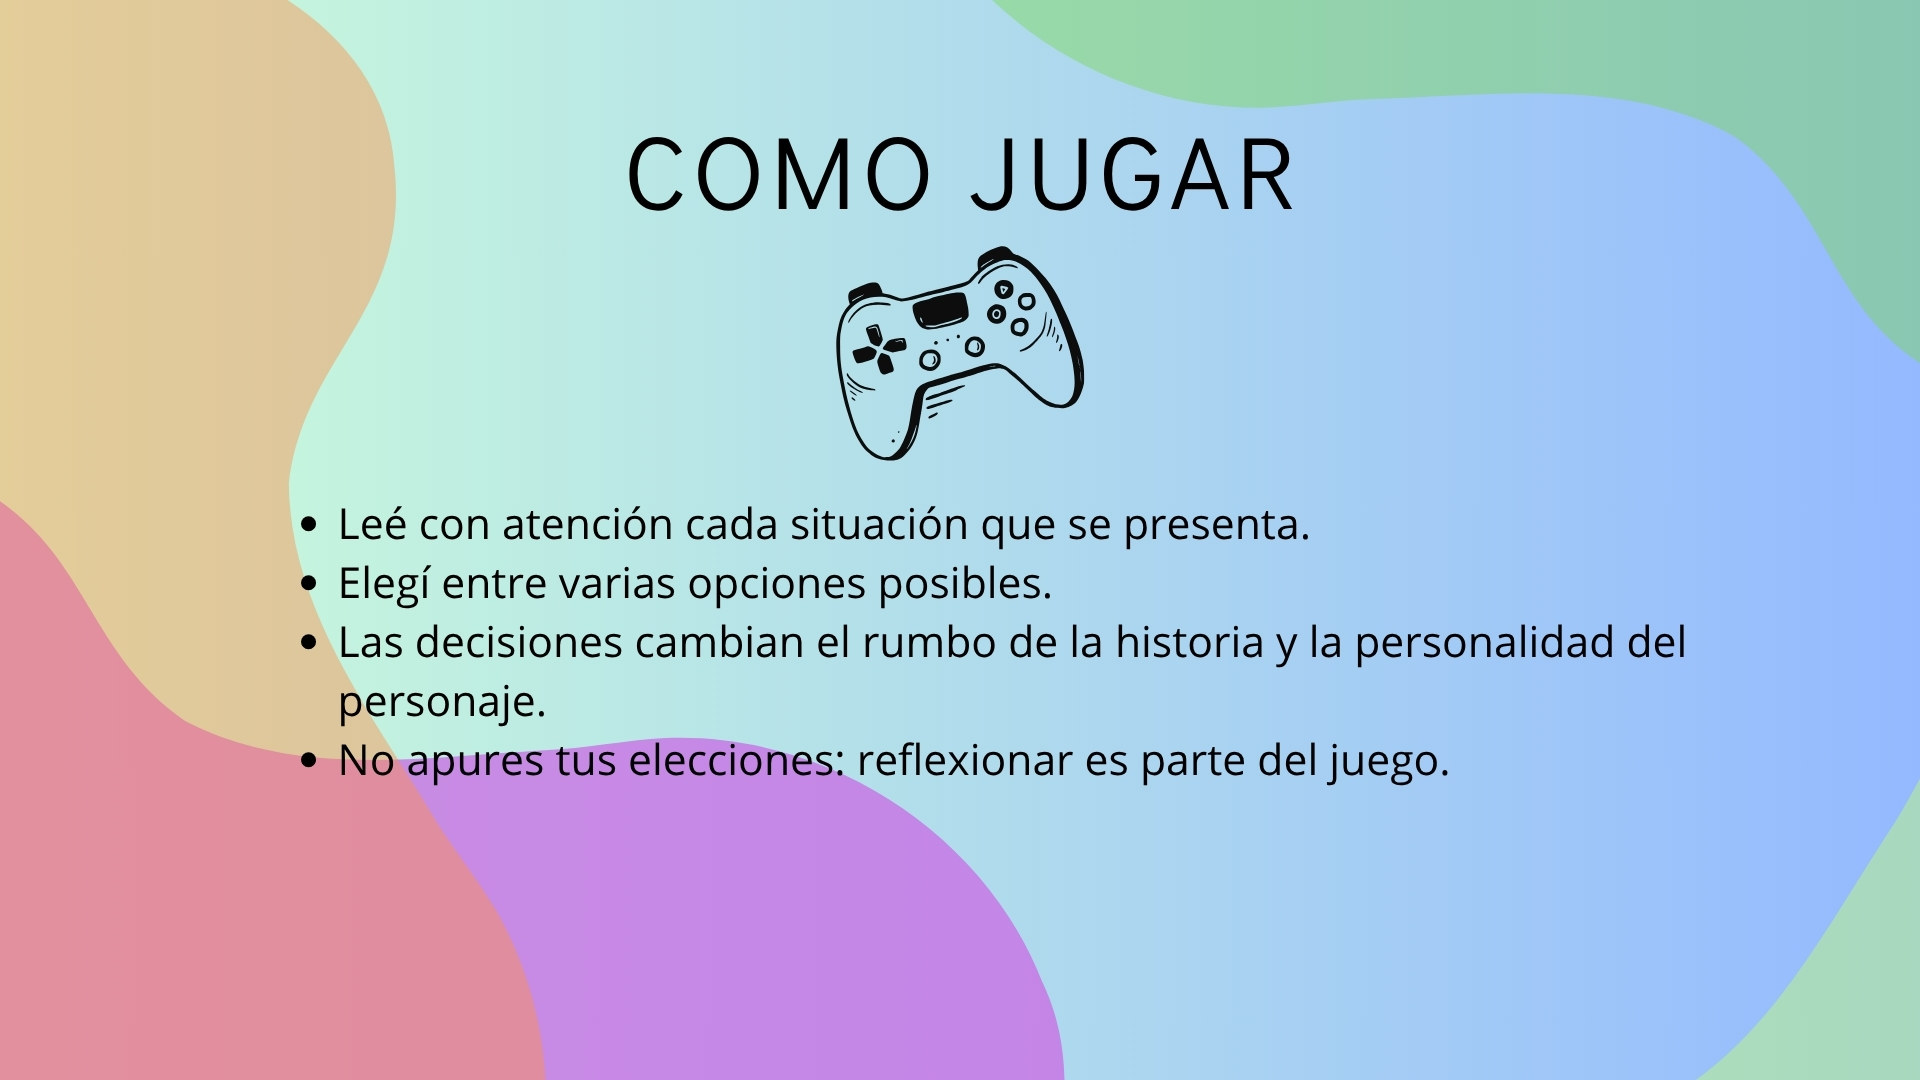 COMO JUGAR
• Leé con atención cada situación que se presenta.
• Elegí entre varias opciones posibles.
• Las decisiones cambian el rumbo de la historia y la personalidad del
personaje.
• No apures tus elecciones: reflexionar es parte del juego.